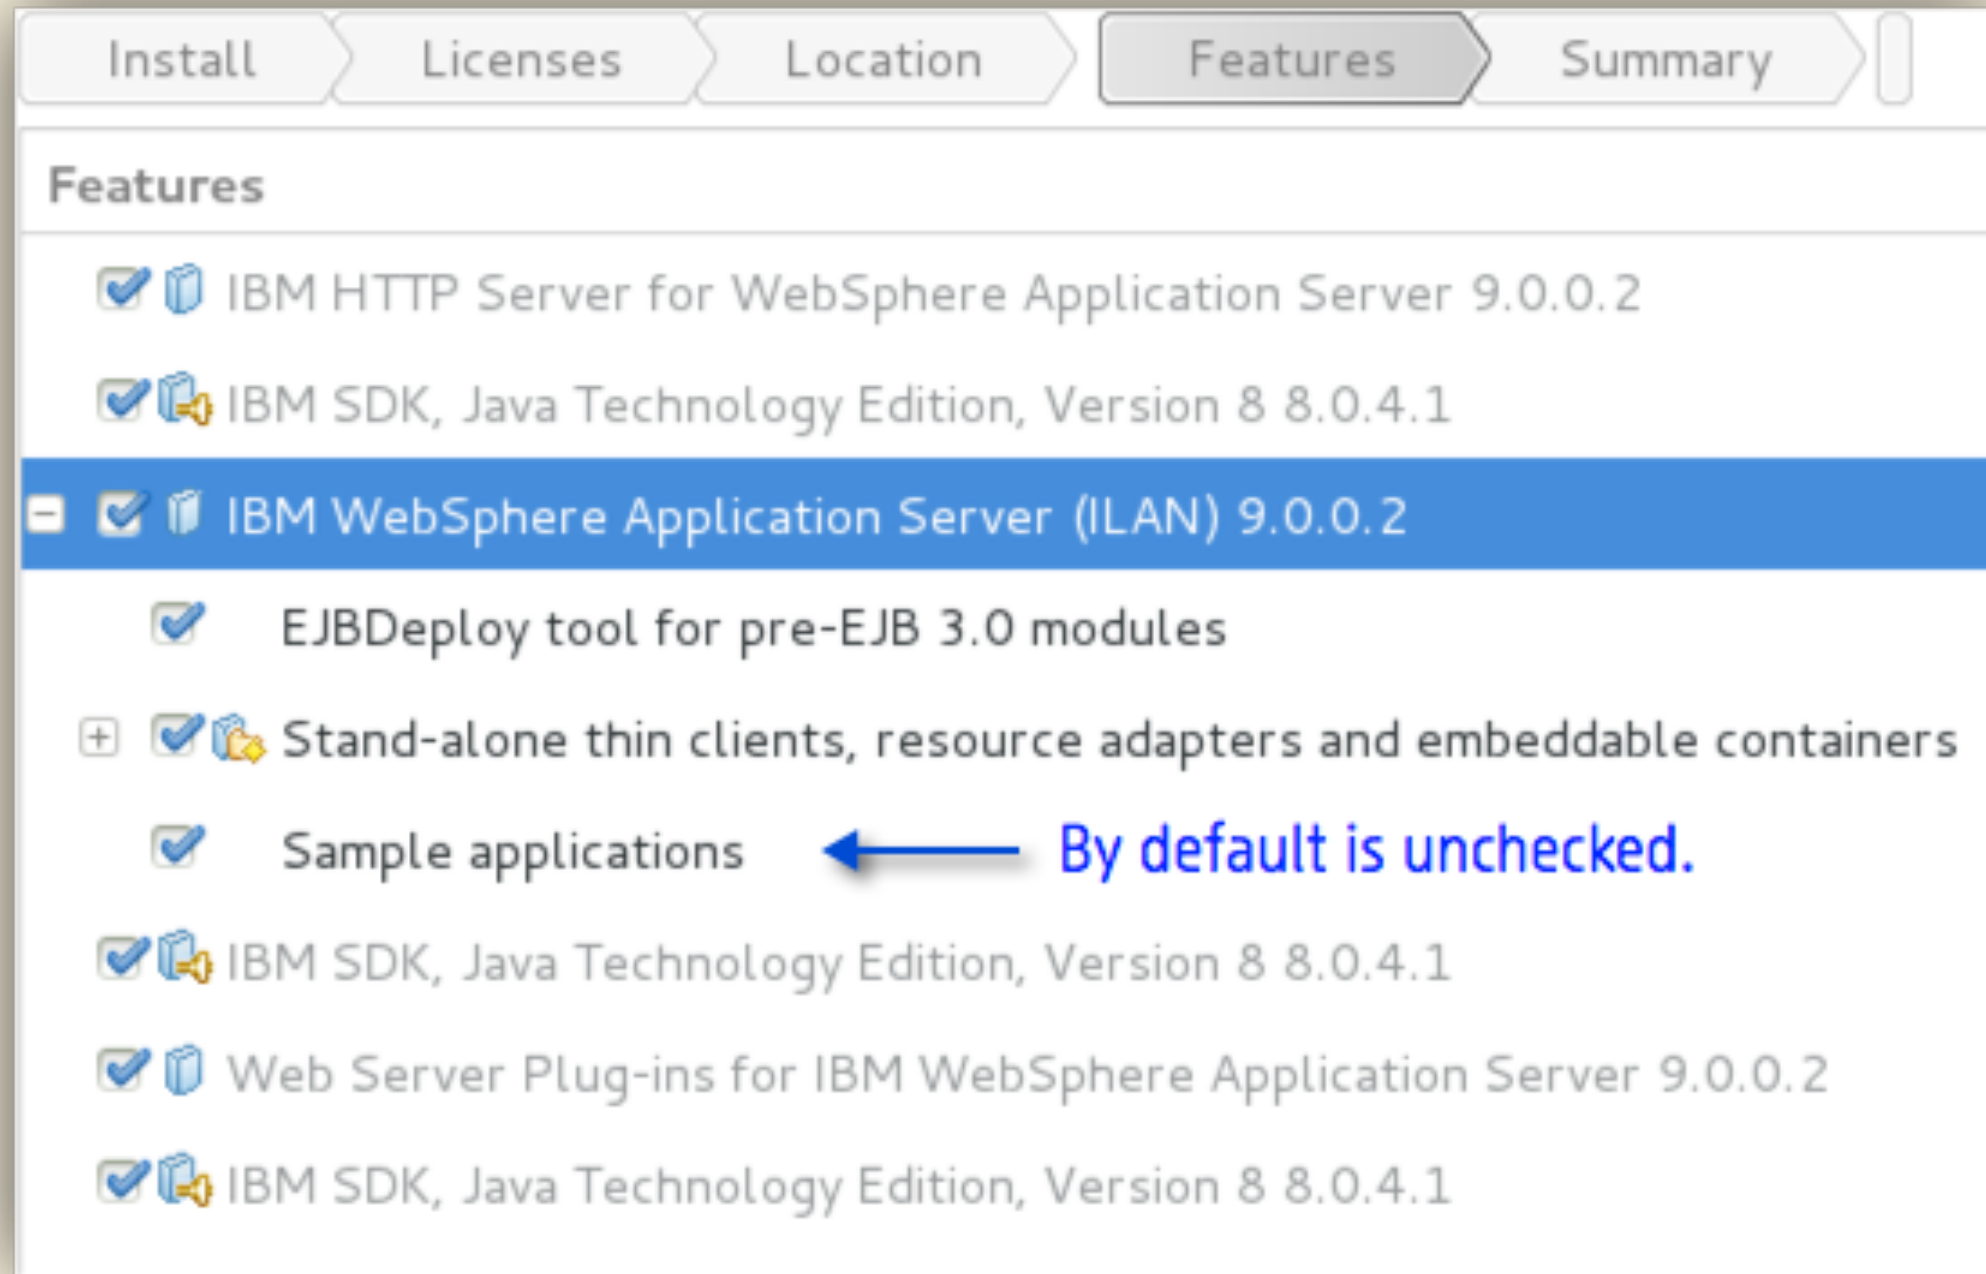 Install Licenses Location Features Summary
Features
IBM HTTP Server for WebSphere Application Server 9.0.0.2
IBM SDK, Java Technology Edition, Version 8 8.0.4.1
IBM WebSphere Application Server (ILAN) 9.0.0.2
EJBDeploy tool for pre-EJB 3.0 modules
Stand-alone thin clients, resource adapters and embeddable containers
Sample applications By default is unchecked.
IBM SDK, Java Technology Edition, Version 8 8.0.4.1
Web Server Plug-ins for IBM WebSphere Application Server 9.0.0.2
IBM SDK, Java Technology Edition, Version 8 8.0.4.1